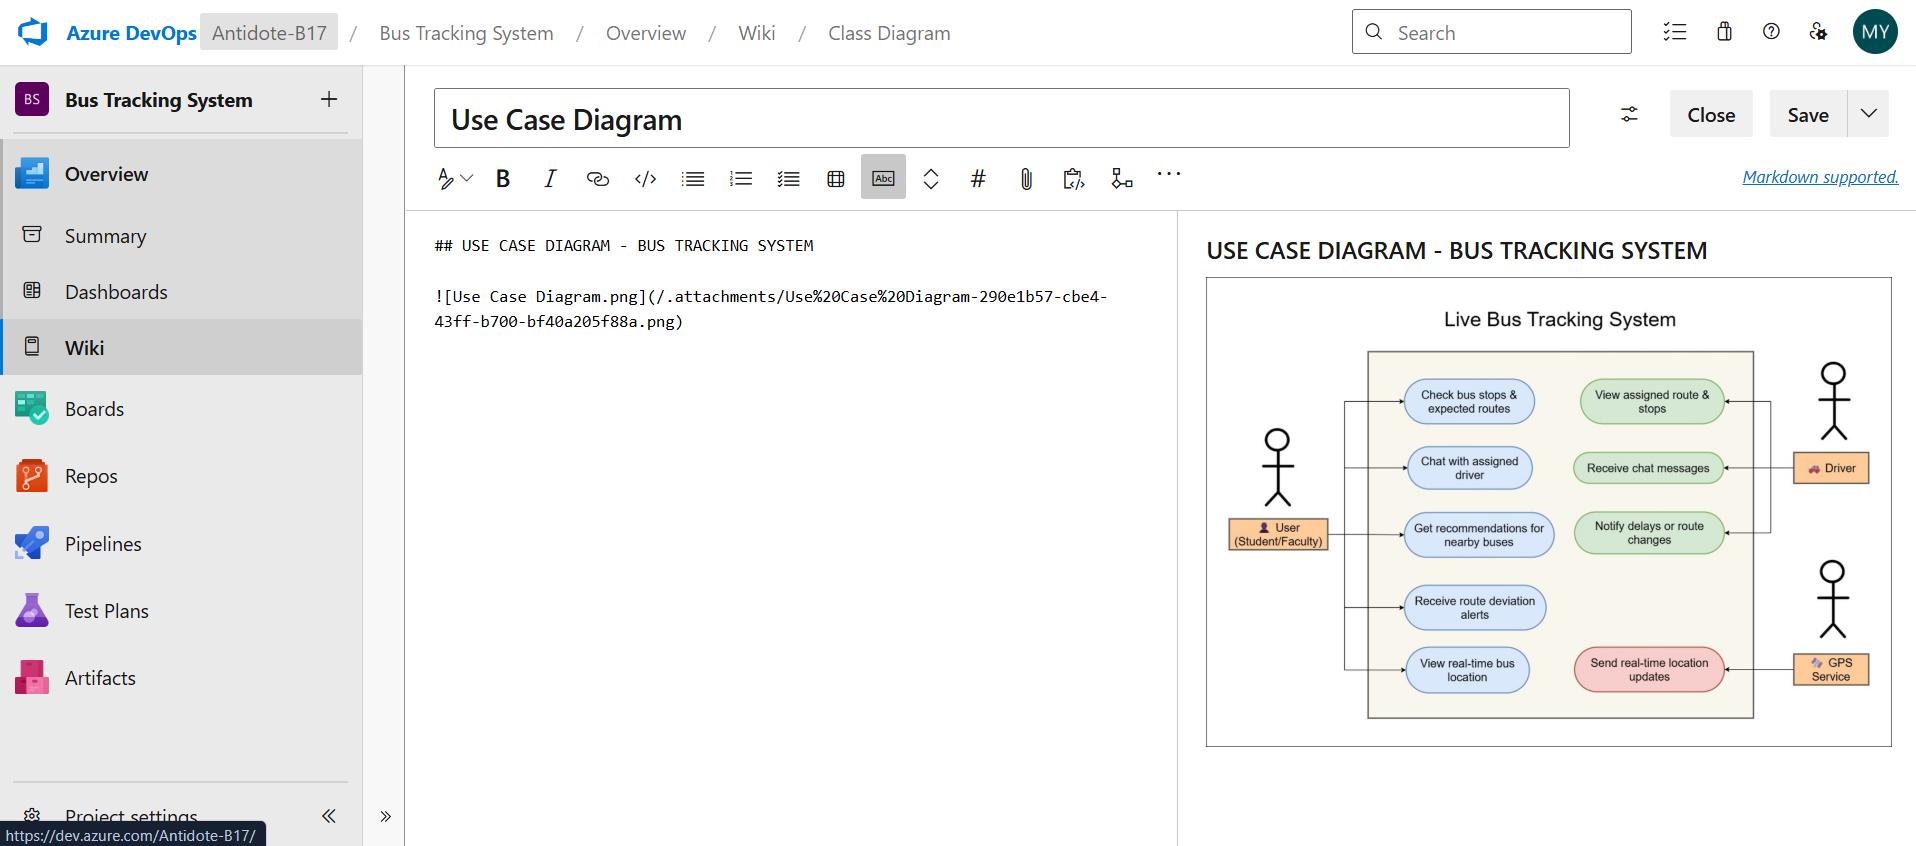 Azure DevOps Antidote-B17 / Bus Tracking System / Overview / Wiki / Class Diagram
Search
MY
BS Bus Tracking System
Overview
Summary
Dashboards
Wiki
Boards
Repos
Pipelines
Test Plans
Artifacts
Project settings
https://dev.azure.com/Antidote-B17/
Use Case Diagram
Close
Save
B I </> Abc # ...
Markdown supported.
## USE CASE DIAGRAM - BUS TRACKING SYSTEM
![Use Case Diagram.png](/.attachments/Use%20Case%20Diagram-290e1b57-cbe4-
43ff-b700-bf40a205f88a.png)
USE CASE DIAGRAM - BUS TRACKING SYSTEM
Live Bus Tracking System
User
(Student/Faculty)
Check bus stops &
expected routes
Chat with assigned
driver
Get recommendations for
nearby buses
Receive route deviation
alerts
View real-time bus
location
View assigned route &
stops
Receive chat messages
Notify delays or route
changes
Send real-time location
updates
Driver
GPS
Service